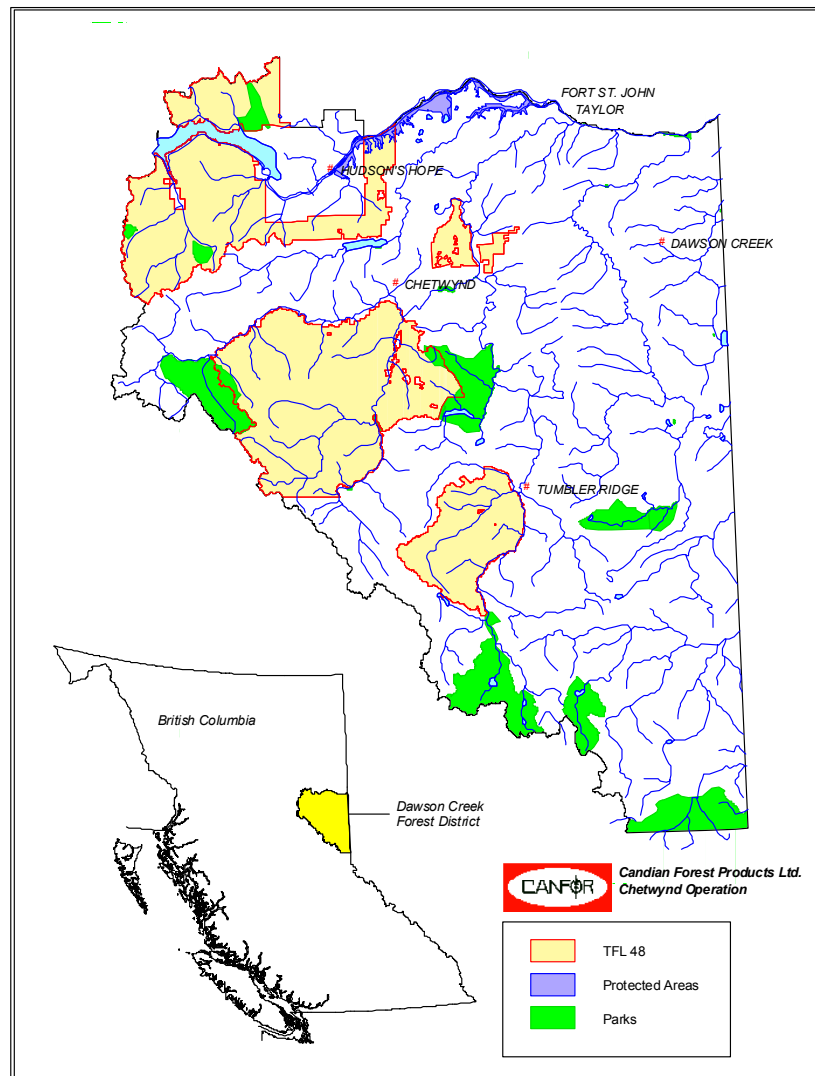 FORT ST. JOHN
TAYLOR
# HUDSON'S HOPE
# DAWSON CREEK
# CHETWYND
# TUMBLER RIDGE
British Columbia
Dawson Creek
Forest District
CANFOR
Candian Forest Products Ltd.
Chetwynd Operation
TFL 48
Protected Areas
Parks